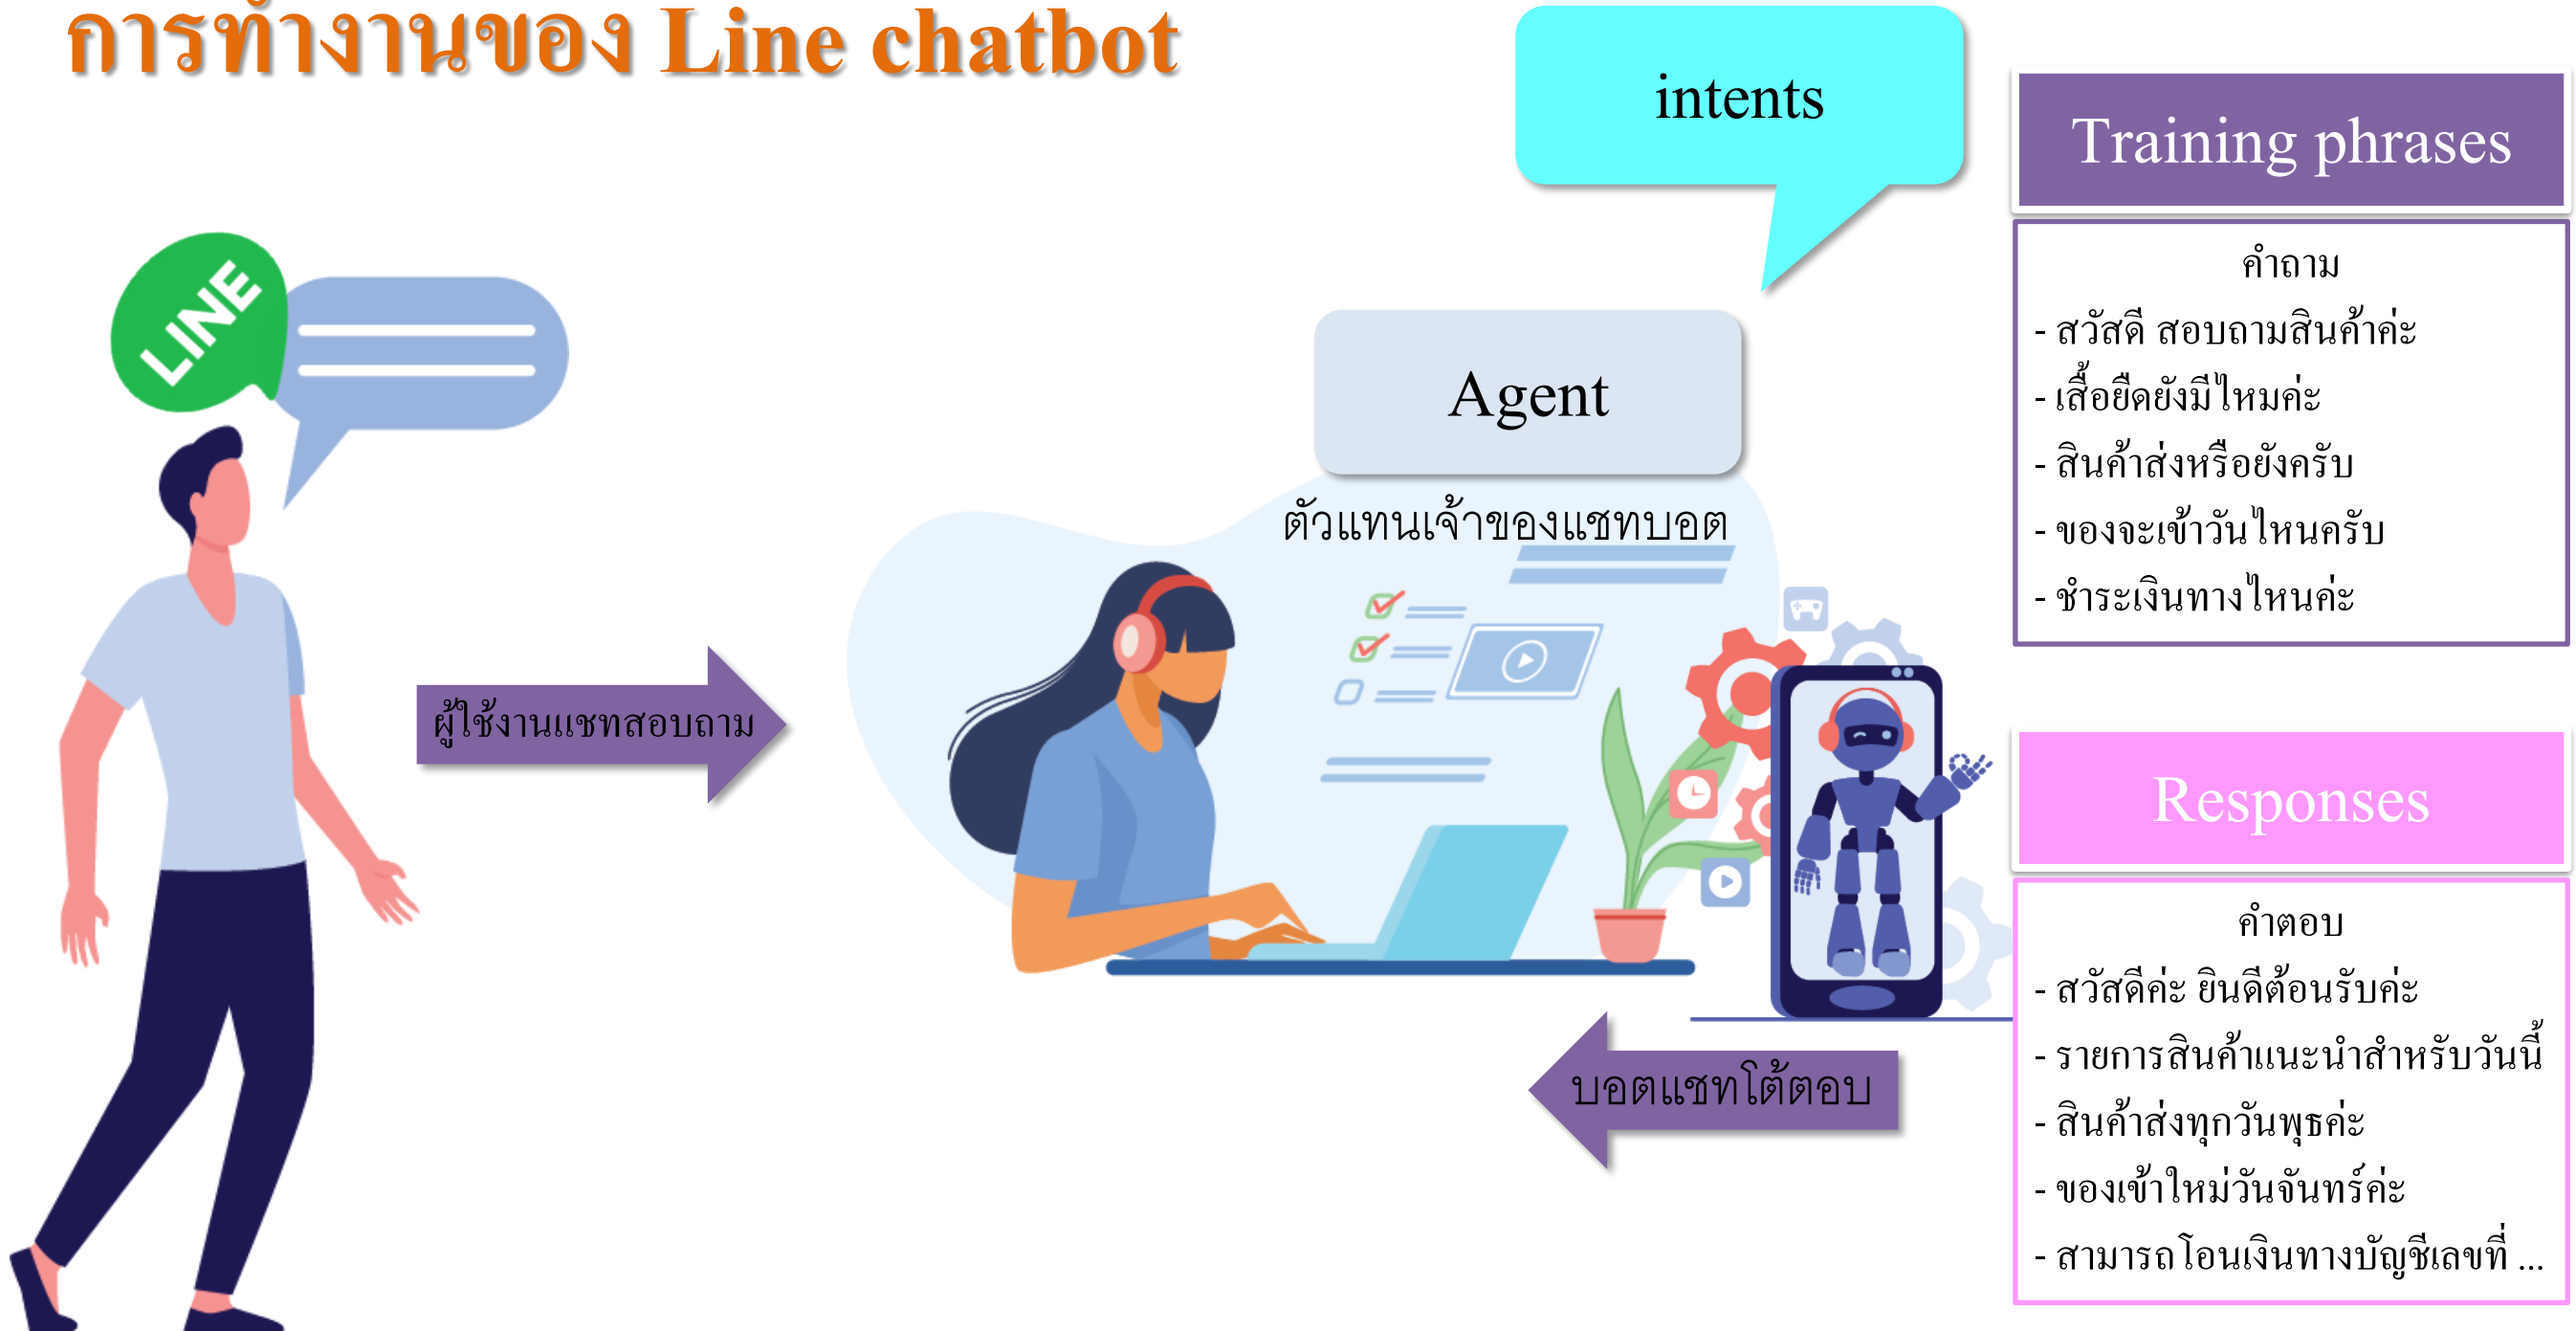 การทำงานของ Line chatbot
intents
Training phrases
คำถาม
- สวัสดี สอบถามสินค้าค่ะ
- เสื้อยืดยังมีไหมค่ะ
- สินค้าส่งหรือยังครับ
- ของจะเข้าวันไหนครับ
- ชำระเงินทางไหนค่ะ
LINE
Agent
ตัวแทนเจ้าของแชทบอต
ผู้ใช้งานแชทสอบถาม
บอตแชทโต้ตอบ
Responses
คำตอบ
- สวัสดีค่ะ ยินดีต้อนรับค่ะ
- รายการสินค้าแนะนำสำหรับวันนี้
- สินค้าส่งทุกวันพุธค่ะ
- ของเข้าใหม่วันจันทร์ค่ะ
- สามารถโอนเงินทางบัญชีเลขที่ ...